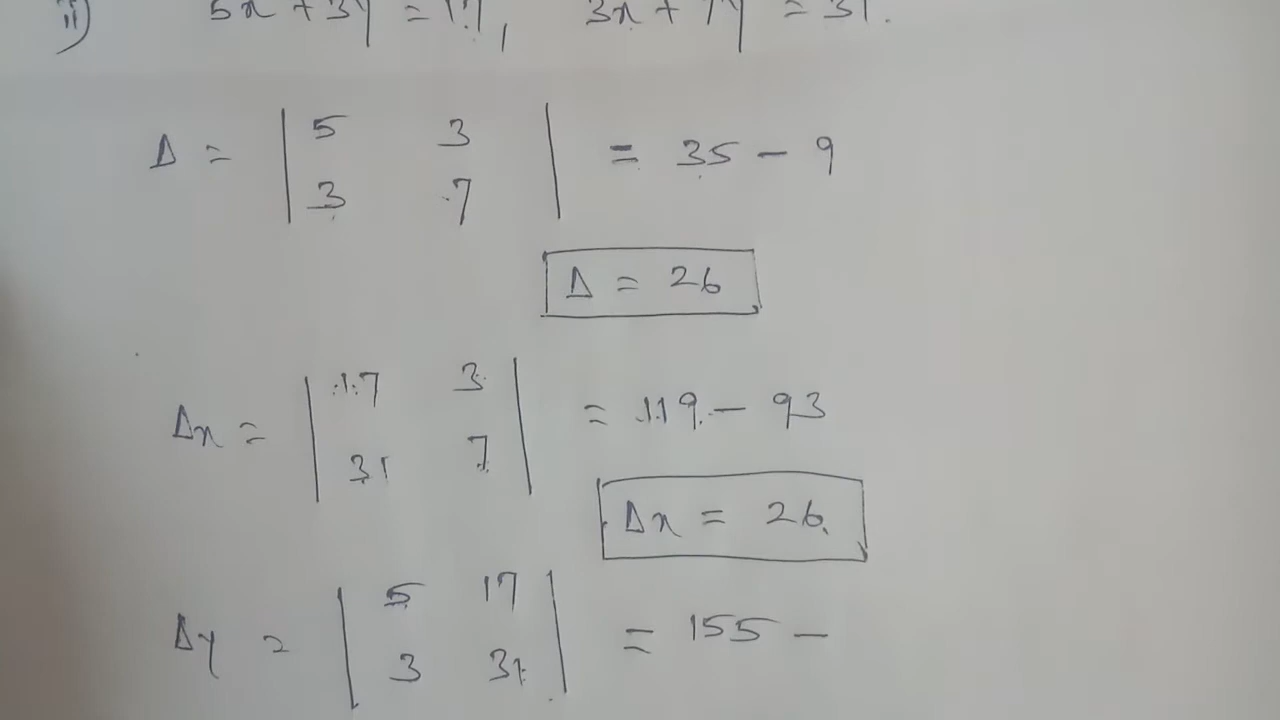 ii) 5x + 3y = 17, 3x + 7y = 31.
Δ = | 5 3 | = 35 - 9
| 3 7 |
Δ = 26
Δx = | 17 3 | = 119 - 93
| 31 7 |
Δx = 26
Δy = | 5 17 | = 155 -
| 3 31 |